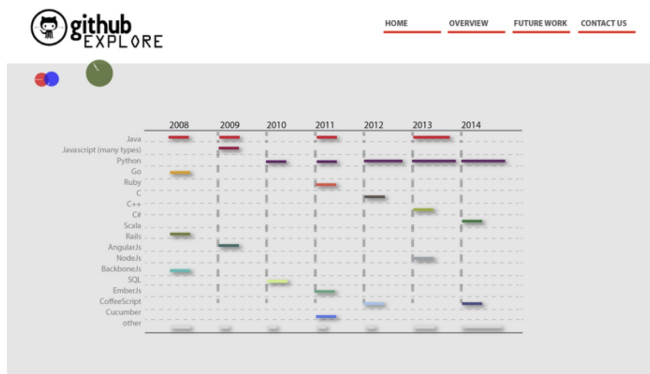 github
EXPLORE
HOME OVERVIEW FUTURE WORK CONTACT US
2008 2009 2010 2011 2012 2013 2014
Java
Javascript (many types)
Python
Go
Ruby
C
C++
C#
Scala
Rails
AngularJs
NodeJs
BackboneJs
SQL
EmberJs
CoffeeScript
Cucumber
other